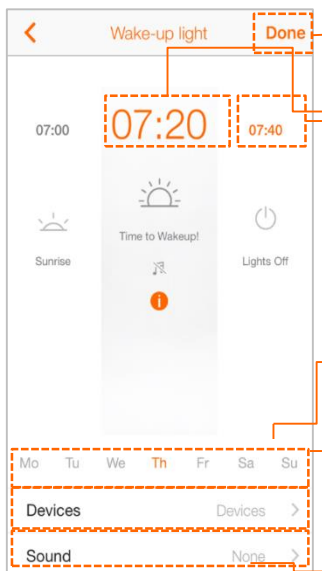 Wake-up light Done
07:00 07:20 07:40
Time to Wakeup!
Sunrise Lights Off
Mo Tu We Th Fr Sa Su
Devices Devices
Sound None